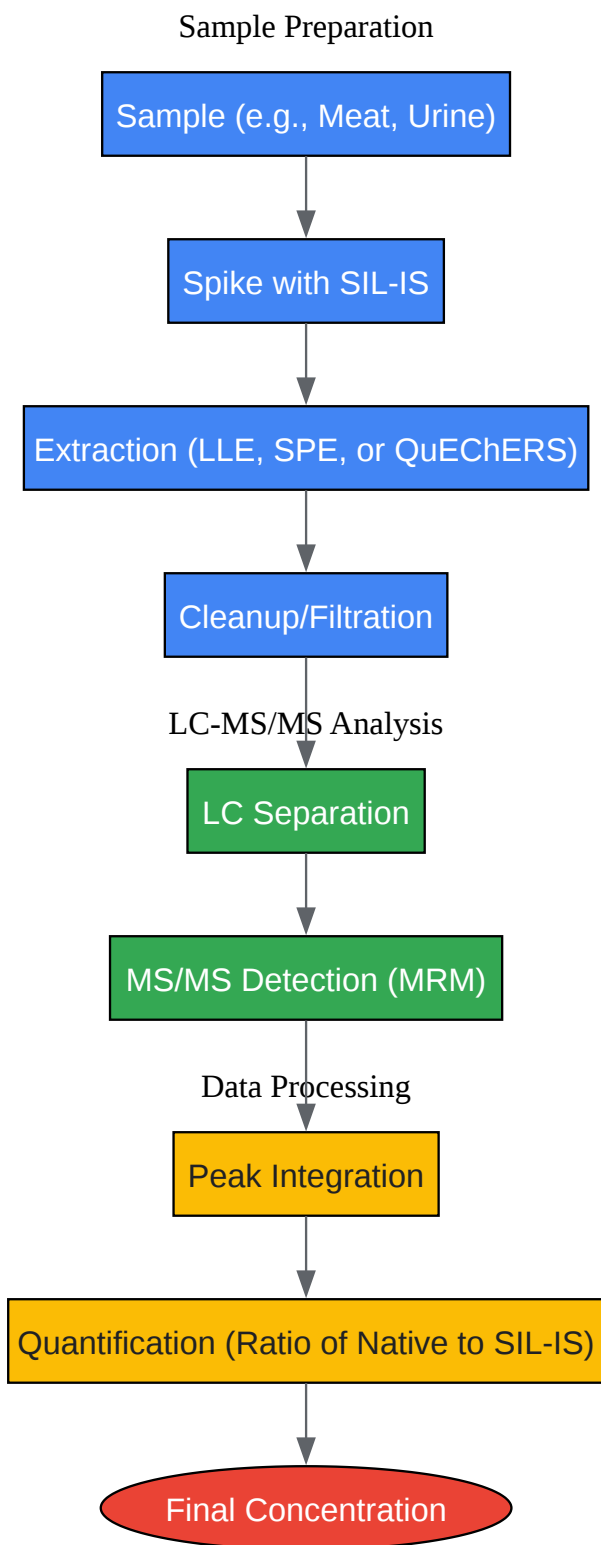 Sample Preparation
Sample (e.g., Meat, Urine)
Spike with SIL-IS
Extraction (LLE, SPE, or QuEChERS)
Cleanup/Filtration
LC-MS/MS Analysis
LC Separation
MS/MS Detection (MRM)
Data Processing
Peak Integration
Quantification (Ratio of Native to SIL-IS)
Final Concentration